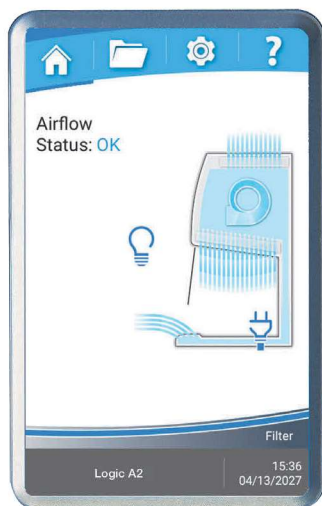 ?
Airflow
Status: OK
Filter
Logic A2
15:36
04/13/2027